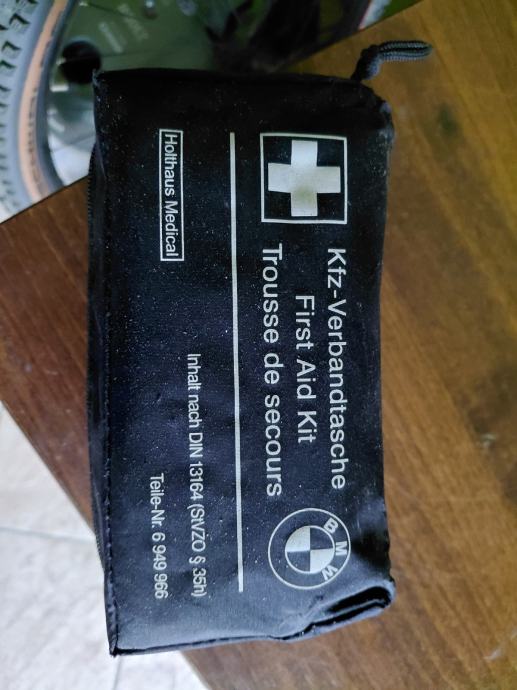 Kfz-Verbandtasche
First Aid Kit
Trousse de secours
BMW
Holthaus Medical
Inhalt nach DIN 13164 (StVZO § 35h)
Teile-Nr. 6 949 966